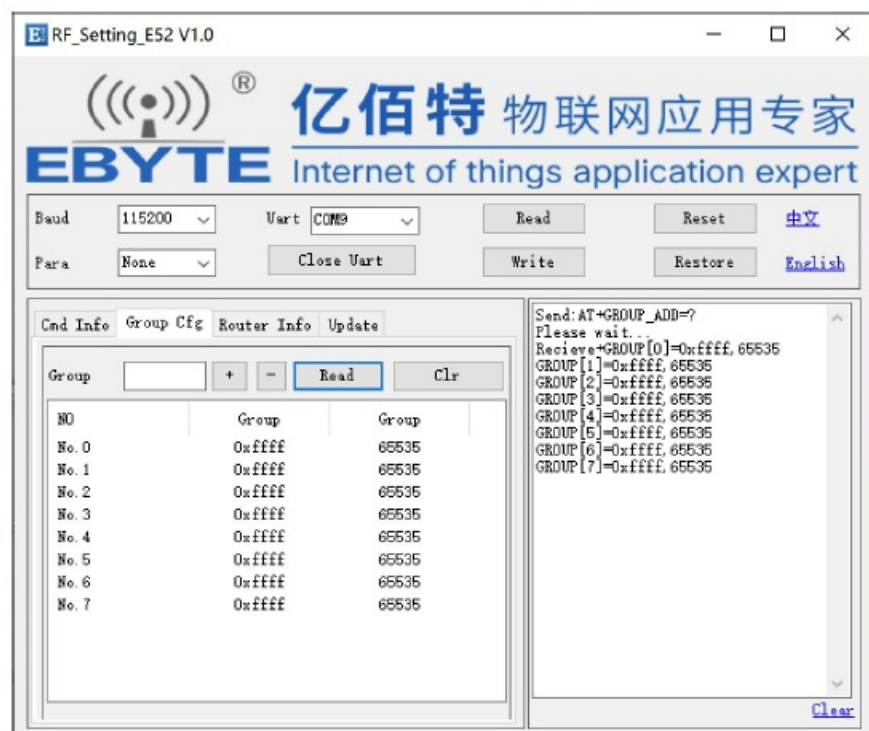 RF_Setting_E52 V1.0
®
亿佰特 物联网应用专家
EBYTE Internet of things application expert
Baud 115200 Uart COM9 Read Reset 中文
Para None Close Uart Write Restore English
Cmd Info Group Cfg Router Info Update
Group + - Read Clr
NO Group Group
No.0 0xffff 65535
No.1 0xffff 65535
No.2 0xffff 65535
No.3 0xffff 65535
No.4 0xffff 65535
No.5 0xffff 65535
No.6 0xffff 65535
No.7 0xffff 65535
Send:AT+GROUP_ADD=?
Please wait...
Recieve+GROUP[0]=0xffff,65535
GROUP[1]=0xffff,65535
GROUP[2]=0xffff,65535
GROUP[3]=0xffff,65535
GROUP[4]=0xffff,65535
GROUP[5]=0xffff,65535
GROUP[6]=0xffff,65535
GROUP[7]=0xffff,65535
Clear